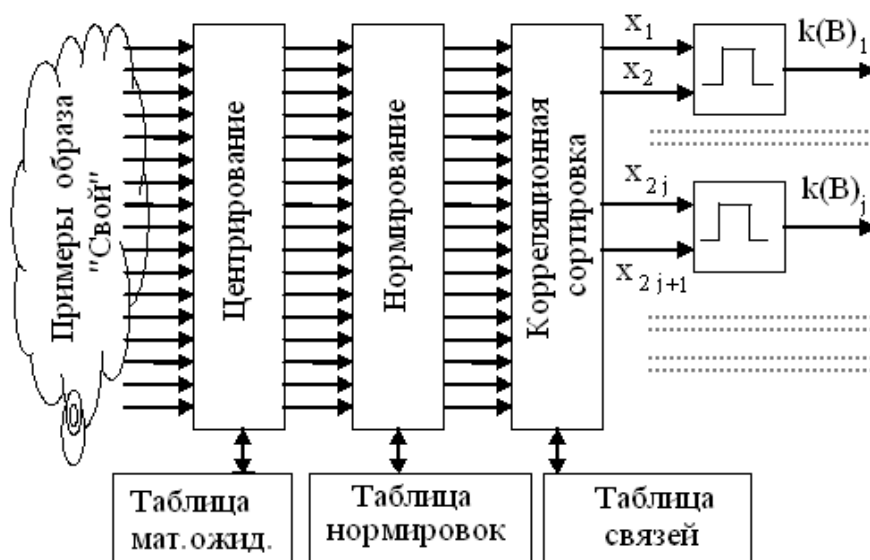 Примеры образа
"Свой"
Центрирование
Нормирование
Корреляционная
сортировка
x1
x2
k(B)1
x2j
x2j+1
k(B)j
Таблица
мат.ожид.
Таблица
нормировок
Таблица
связей